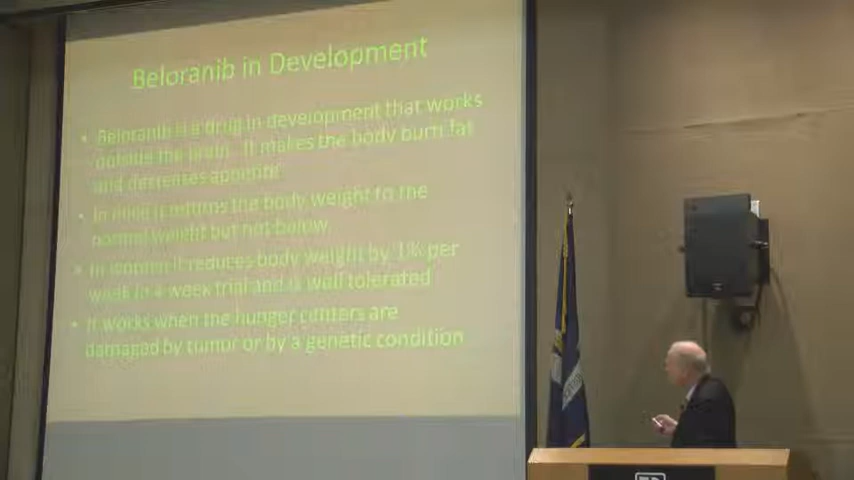 Beloranib in Development
• Beloranib is a drug in development that works
outside the brain. It makes the body burn fat
and decreases appetite
• In mice it returns the body weight to the
normal weight but not below
• In women it reduces body weight by 1% per
week in 4 week trial and is well tolerated
• It works when the hunger centers are
damaged by tumor or by a genetic condition